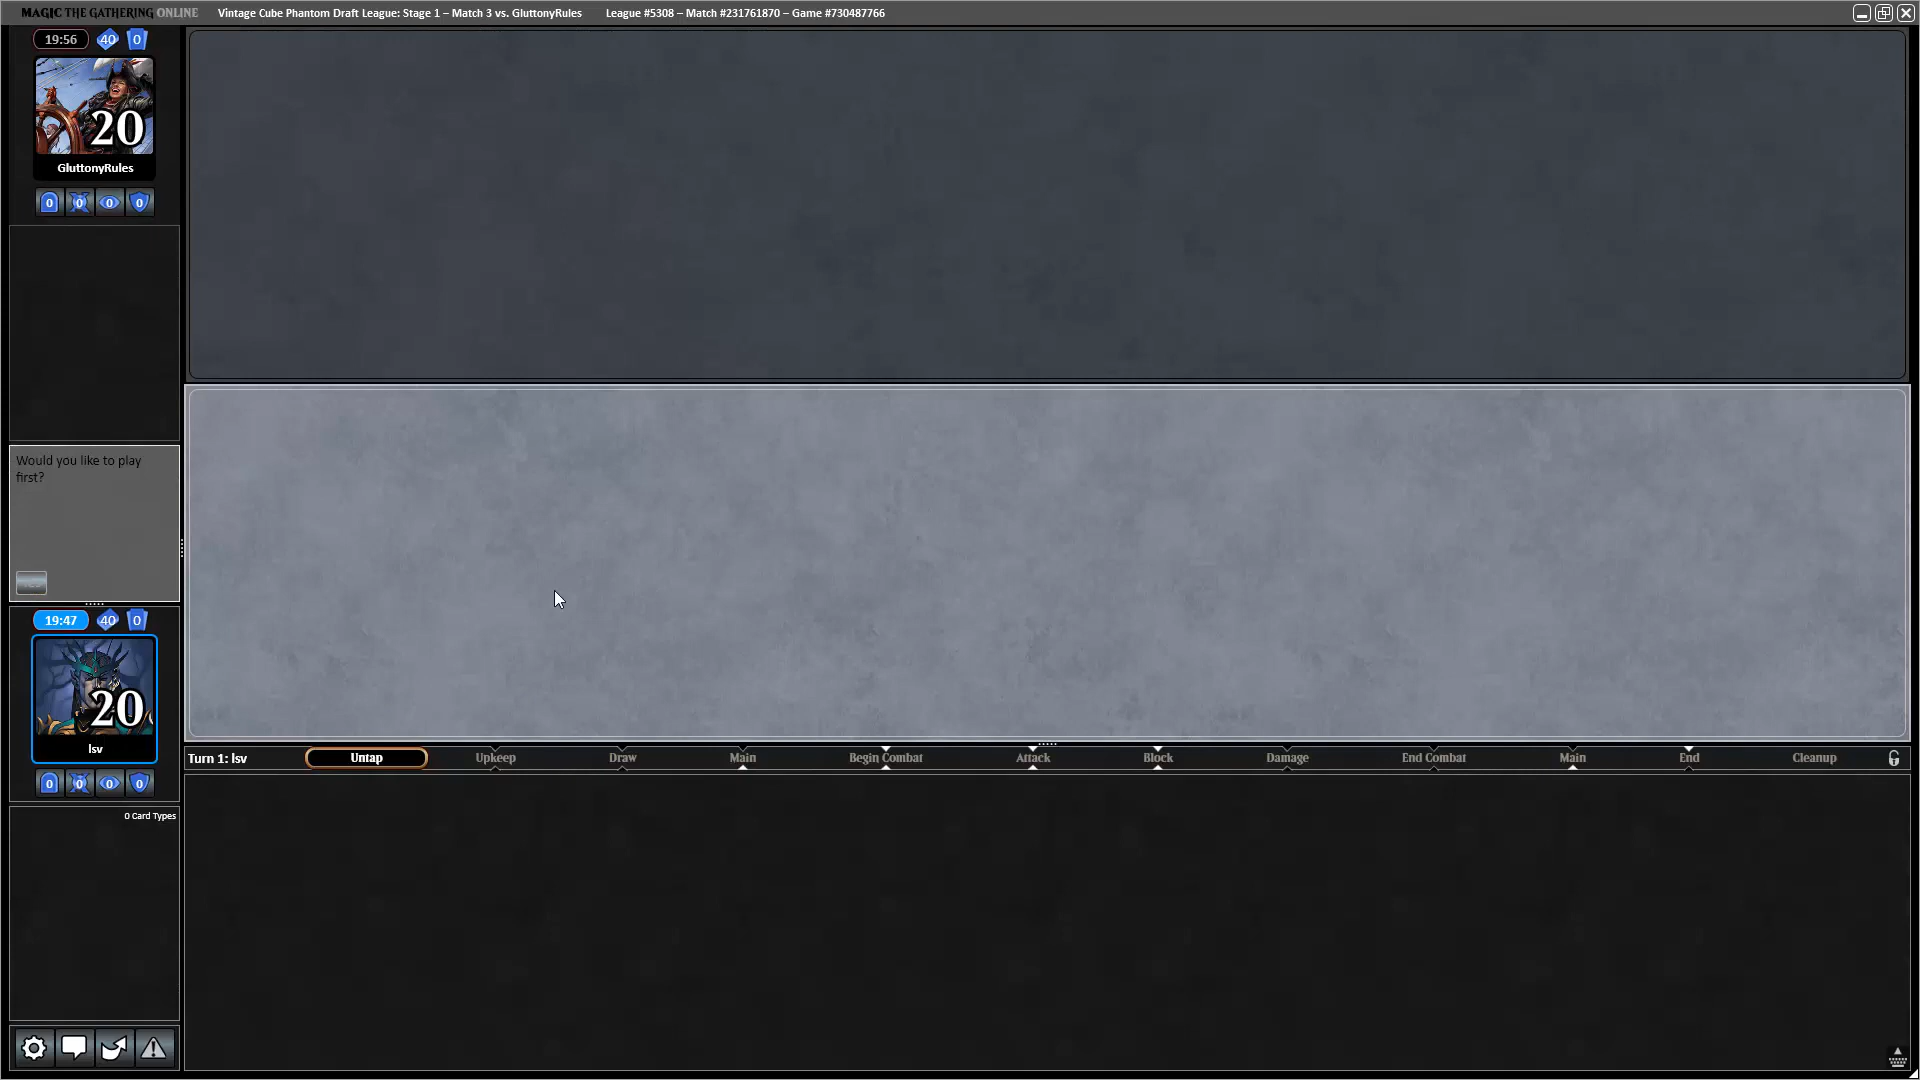 MAGIC THE GATHERING ONLINE Vintage Cube Phantom Draft League: Stage 1 – Match 3 vs. GluttonyRules League #5308 – Match #231761870 – Game #730487766
19:56 40 0
20
GluttonyRules
0 0 0 0
Would you like to play
first?
19:47 40 0
20
lsv
0 0 0 0
Turn 1: lsv Untap Upkeep Draw Main Begin Combat Attack Block Damage End Combat Main End Cleanup
0 Card Types